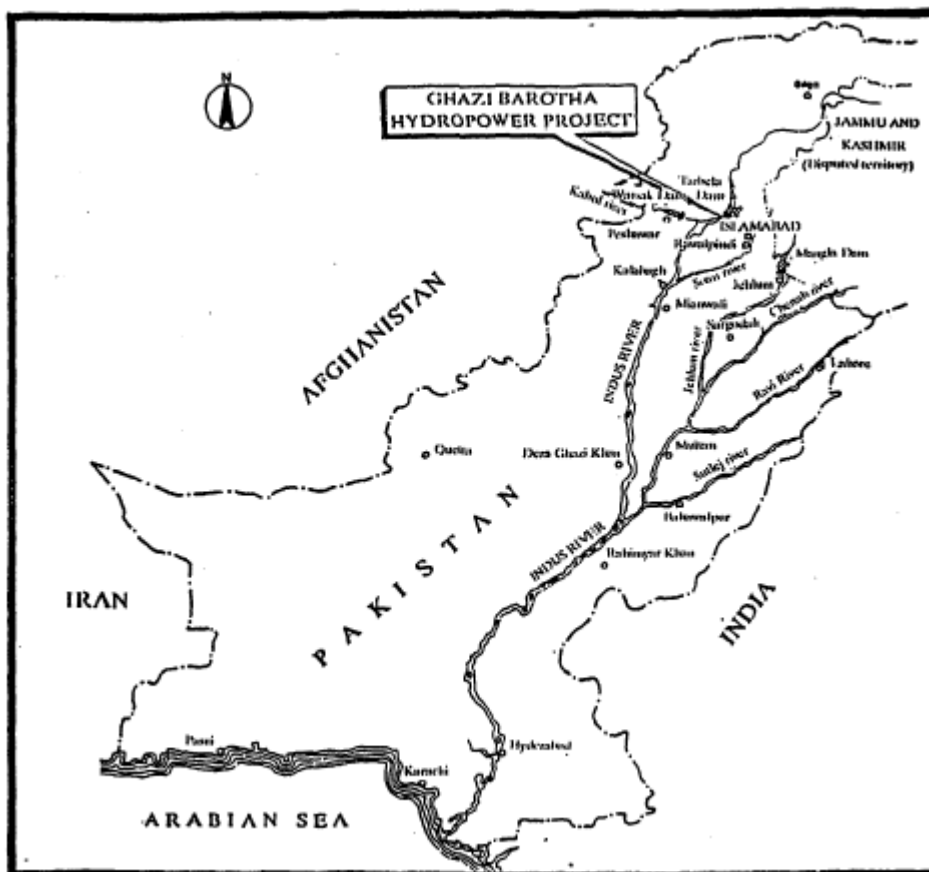 N
GHAZI BAROTHA
HYDROPOWER PROJECT
JAMMU AND
KASHMIR
(Disputed territory)
Tarbela
Dam
Warsak Dam
Kabul river
ISLAMABAD
Peshawar
Rawalpindi
Mangla Dam
Kalabagh
Soan river
Jehlum
Chenab river
Mianwali
Sargodah
AFGHANISTAN
INDUS RIVER
Jehlum river
Ravi River
Lahore
Quetta
Dera Ghazi Khan
Multan
Sutlej river
Bahawalpur
PAKISTAN
INDUS RIVER
Rahimyar Khan
IRAN
INDIA
Pasni
Hyderabad
Karachi
ARABIAN SEA